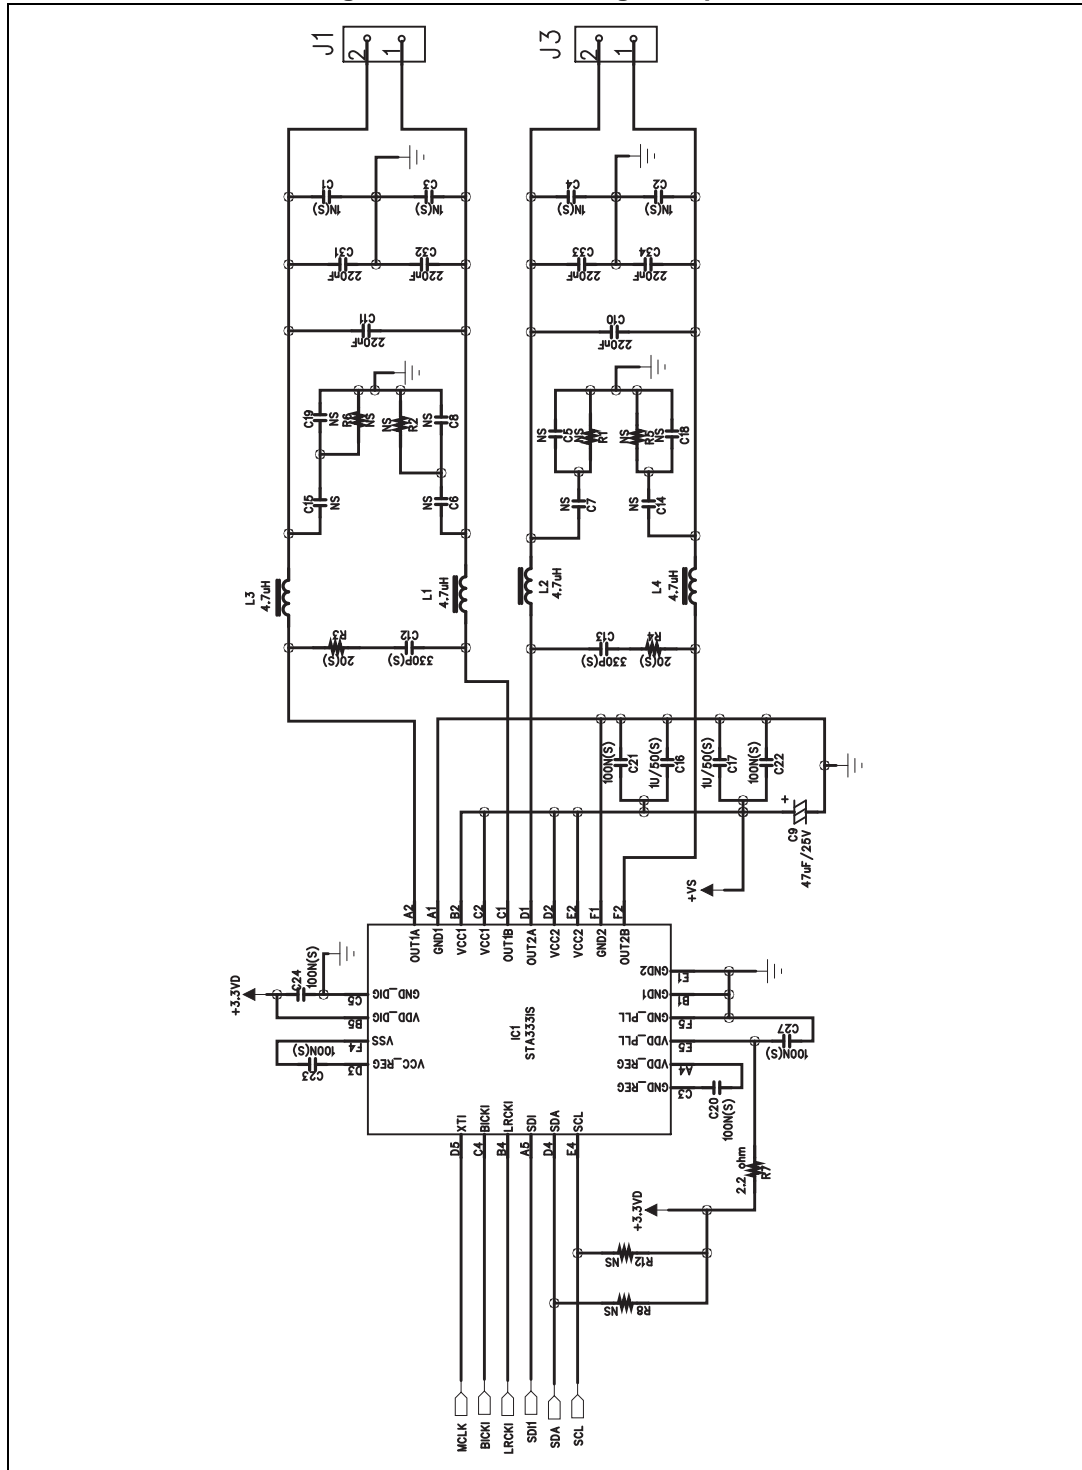 J1
2
1
J3
2
1
C1
1N(S)
C3
1N(S)
C4
1N(S)
C2
1N(S)
C31
220nF
C32
220nF
C33
220nF
C34
220nF
C11
220nF
C10
220nF
C19
NS
R6
NS
NS
R2
NS
C8
NS
C5
NS
R1
NS
R5
NS
C18
C15
NS
NS
C6
NS
C7
NS
C14
L3
4.7uH
L1
4.7uH
L2
4.7uH
L4
4.7uH
R3
20(S)
C12
330P(S)
C13
330P(S)
R4
20(S)
100N(S)
C21
1U/50(S)
C16
1U/50(S)
C17
100N(S)
C22
+
C9
47uF/25V
+VS
A2
A1
B2
C2
C1
D1
D2
E2
F1
F2
OUT1A
GND1
VCC1
VCC1
OUT1B
OUT2A
VCC2
VCC2
GND2
OUT2B
+3.3VD
C24
100N(S)
C5
GND_DIG
B5
VDD_DIG
F4
VSS
D3
VCC_REG
100N(S)
C23
IC1
STA333IS
GND2
E1
GND1
B1
GND_PLL
F5
VDD_PLL
E5
VDD_REG
A4
GND_REG
C3
C27
100N(S)
C20
100N(S)
XTI
BICKI
LRCKI
SDI
SDA
SCL
D5
C4
B4
A5
D4
E4
2.2 ohm
R7
+3.3VD
NS
R12
NS
R8
MCLK
BICKI
LRCKI
SDI1
SDA
SCL